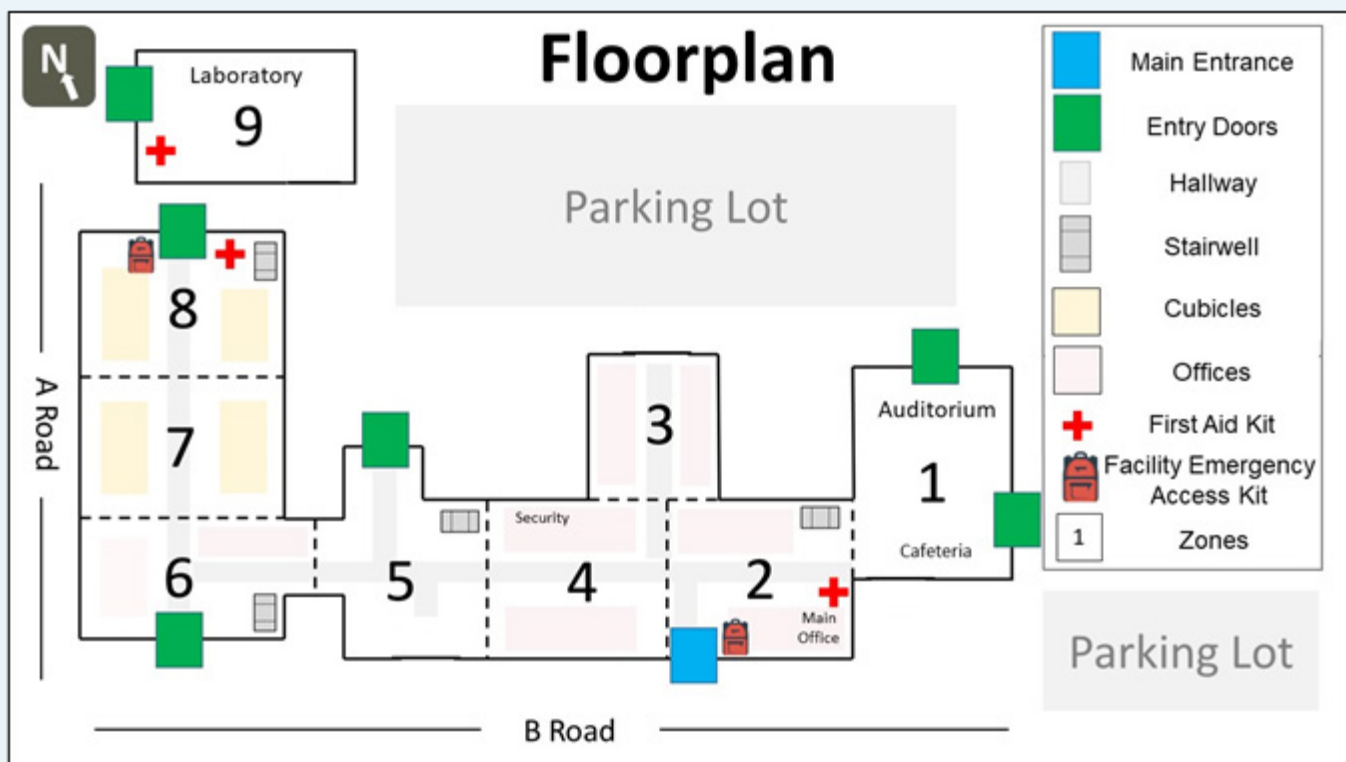 N
Floorplan
Laboratory
9
Parking Lot
8
A Road
7
3
Auditorium
1
Cafeteria
Security
6
5
4
2
Main
Office
B Road
Main Entrance
Entry Doors
Hallway
Stairwell
Cubicles
Offices
First Aid Kit
Facility Emergency
Access Kit
1
Zones
Parking Lot